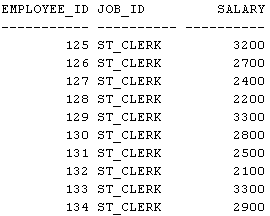 EMPLOYEE_ID JOB_ID SALARY
----------- ---------- ----------
125 ST_CLERK 3200
126 ST_CLERK 2700
127 ST_CLERK 2400
128 ST_CLERK 2200
129 ST_CLERK 3300
130 ST_CLERK 2800
131 ST_CLERK 2500
132 ST_CLERK 2100
133 ST_CLERK 3300
134 ST_CLERK 2900